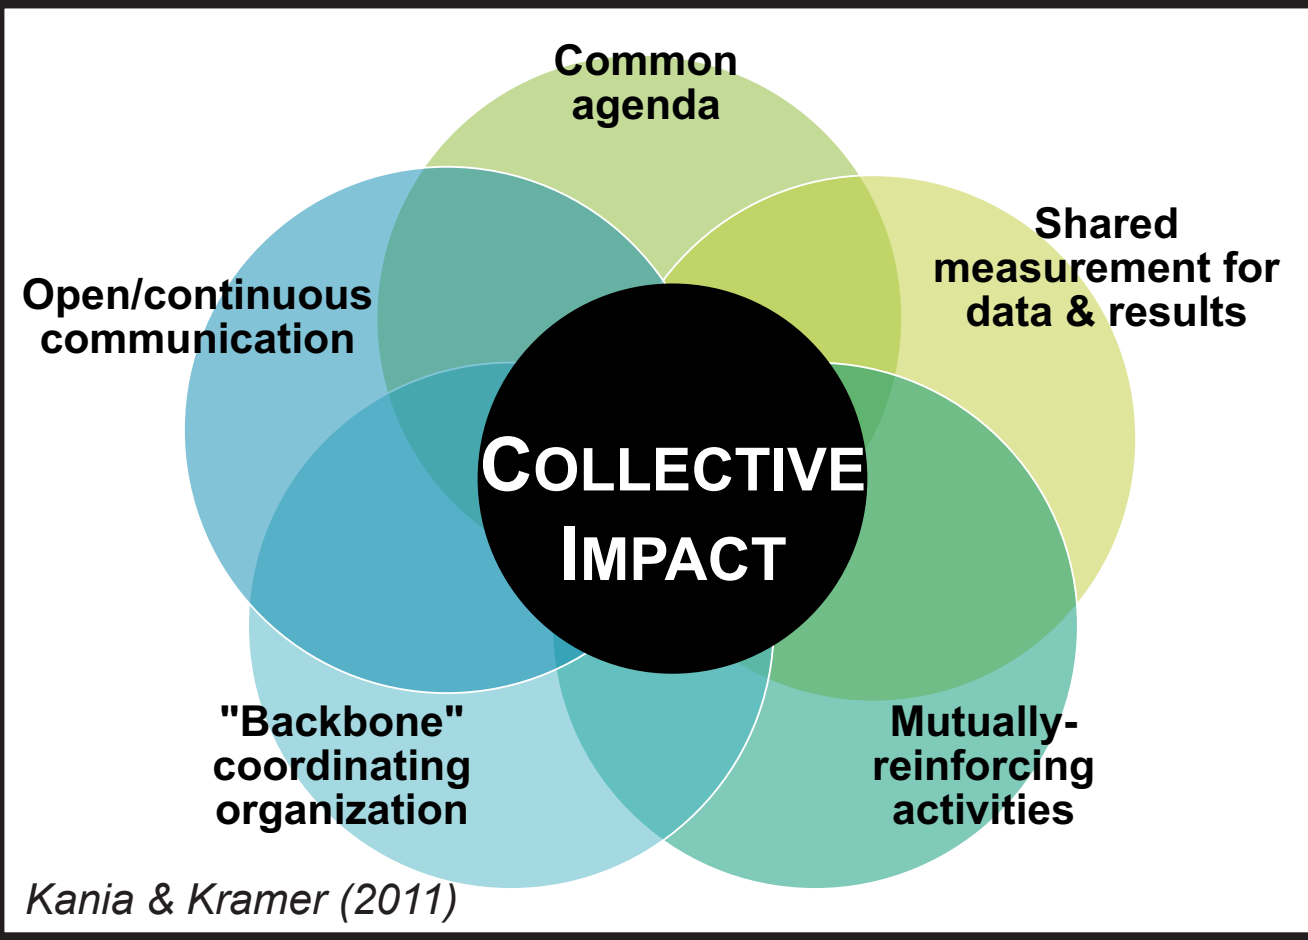 Common
agenda
Shared
measurement for
data & results
Open/continuous
communication
COLLECTIVE
IMPACT
"Backbone"
coordinating
organization
Mutually-
reinforcing
activities
Kania & Kramer (2011)